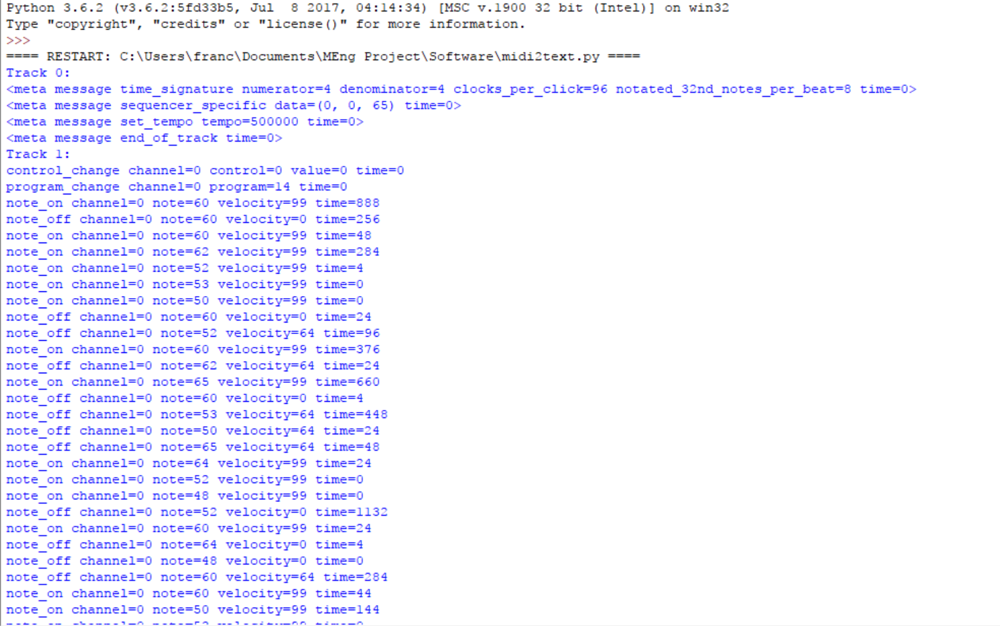 Python 3.6.2 (v3.6.2:5fd33b5, Jul  8 2017, 04:14:34) [MSC v.1900 32 bit (Intel)] on win32
Type "copyright", "credits" or "license()" for more information.
>>>
==== RESTART: C:\Users\franc\Documents\MEng Project\Software\midi2text.py ====
Track 0:
<meta message time_signature numerator=4 denominator=4 clocks_per_click=96 notated_32nd_notes_per_beat=8 time=0>
<meta message sequencer_specific data=(0, 0, 65) time=0>
<meta message set_tempo tempo=500000 time=0>
<meta message end_of_track time=0>
Track 1:
control_change channel=0 control=0 value=0 time=0
program_change channel=0 program=14 time=0
note_on channel=0 note=60 velocity=99 time=888
note_off channel=0 note=60 velocity=0 time=256
note_on channel=0 note=60 velocity=99 time=48
note_on channel=0 note=62 velocity=99 time=284
note_on channel=0 note=52 velocity=99 time=4
note_on channel=0 note=53 velocity=99 time=0
note_on channel=0 note=50 velocity=99 time=0
note_off channel=0 note=60 velocity=0 time=24
note_off channel=0 note=52 velocity=64 time=96
note_on channel=0 note=60 velocity=99 time=376
note_off channel=0 note=62 velocity=64 time=24
note_on channel=0 note=65 velocity=99 time=660
note_off channel=0 note=60 velocity=0 time=4
note_off channel=0 note=53 velocity=64 time=448
note_off channel=0 note=50 velocity=64 time=24
note_off channel=0 note=65 velocity=64 time=48
note_on channel=0 note=64 velocity=99 time=24
note_on channel=0 note=52 velocity=99 time=0
note_on channel=0 note=48 velocity=99 time=0
note_off channel=0 note=52 velocity=0 time=1132
note_on channel=0 note=60 velocity=99 time=24
note_off channel=0 note=64 velocity=0 time=4
note_off channel=0 note=48 velocity=0 time=0
note_off channel=0 note=60 velocity=64 time=284
note_on channel=0 note=60 velocity=99 time=44
note_on channel=0 note=50 velocity=99 time=144